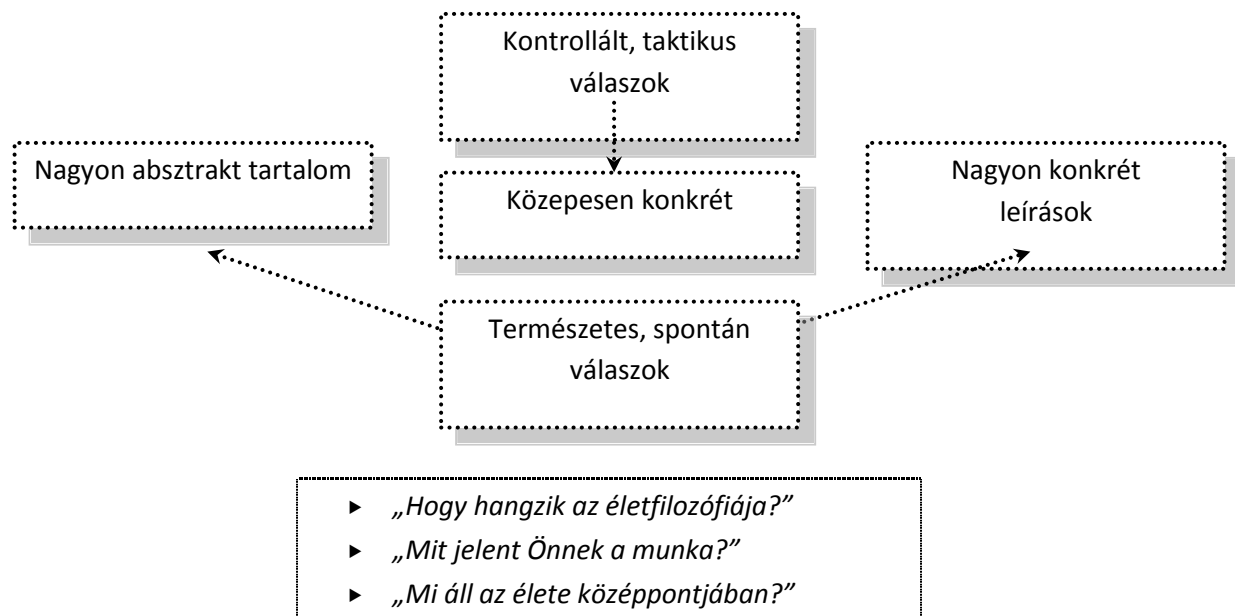 Kontrollált, taktikus
válaszok
Nagyon absztrakt tartalom
Közepesen konkrét
Nagyon konkrét
leírások
Természetes, spontán
válaszok
► „Hogy hangzik az életfilozófiája?”
► „Mit jelent Önnek a munka?”
► „Mi áll az élete középpontjában?”